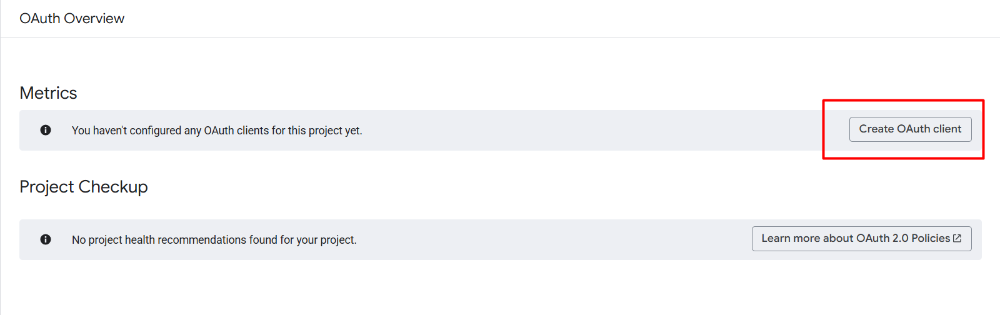 OAuth Overview
Metrics
You haven't configured any OAuth clients for this project yet.
Create OAuth client
Project Checkup
No project health recommendations found for your project.
Learn more about OAuth 2.0 Policies